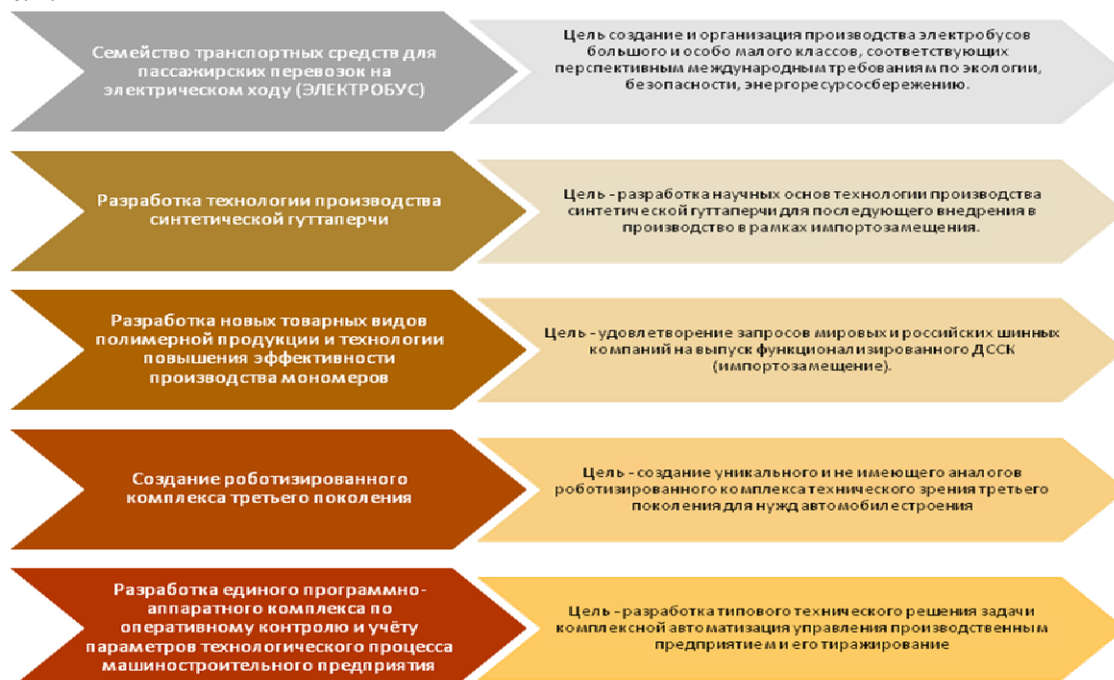 Семейство транспортных средств для
пассажирских перевозок на
электрическом ходу (ЭЛЕКТРОБУС)
Цель создание и организация производства электробусов
большого и особо малого классов, соответствующих
перспективным международным требованиям по экологии,
безопасности, энергоресурсосбережению.
Разработка технологии производства
синтетической гуттаперчи
Цель - разработка научных основ технологии производства
синтетической гуттаперчи для последующего внедрения в
производство в рамках импортозамещения.
Разработка новых товарных видов
полимерной продукции и технологии
повышения эффективности
производства мономеров
Цель - удовлетворение запросов мировых и российских шинных
компаний на выпуск функционализированного ДССК
(импортозамещение).
Создание роботизированного
комплекса третьего поколения
Цель - создание уникального и не имеющего аналогов
роботизированного комплекса технического зрения третьего
поколения для нужд автомобилестроения
Разработка единого программно-
аппаратного комплекса по
оперативному контролю и учёту
параметров технологического процесса
машиностроительного предприятия
Цель - разработка типового технического решения задачи
комплексной автоматизация управления производственным
предприятием и его тиражирование